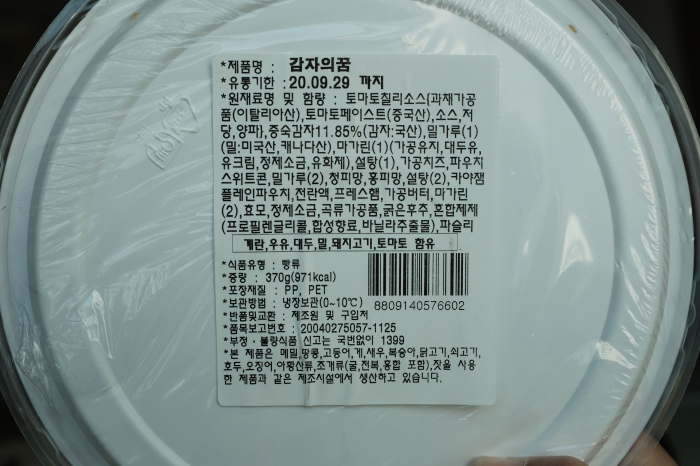 *제품명 : 감자의꿈
*유통기한 : 20.09.29 까지
*원재료명 및 함량 : 토마토칠리소스{과채가공
품(이탈리아산),토마토페이스트(중국산),소스,저
당,양파},중숙감자11.85%(감자:국산),밀가루(1)
(밀:미국산,캐나다산),마가린(1)(가공유지,대두유,
유크림,정제소금,유화제),설탕(1),가공치즈,파우치
스위트콘,밀가루(2),청피망,홍피망,설탕(2),카야잼
플레인파우치,전란액,프레스햄,가공버터,마가린
(2),효모,정제소금,곡류가공품,굵은후추,혼합제제
(프로필렌글리콜,합성향료,바닐라추출물),파슬리
계란,우유,대두,밀,돼지고기,토마토 함유
*식품유형 : 빵류
*중량 : 370g(971kcal)
*포장재질 : PP, PET
*보관방법 : 냉장보관(0~10℃)
8809140576602
*반품및교환 : 제조원 및 구입처
*품목보고번호 : 20040275057-1125
*부정·불량식품 신고는 국번없이 1399
*본 제품은 메밀,땅콩,고등어,게,새우,복숭아,닭고기,쇠고기,
호두,오징어,아황산류,조개류(굴,전복,홍합 포함),잣을 사용
한 제품과 같은 제조시설에서 생산하고 있습니다.